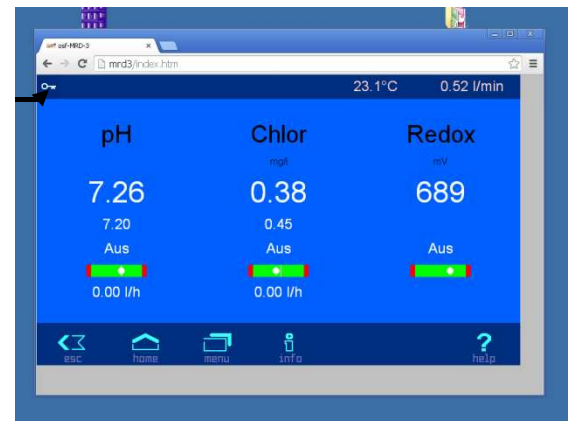 osf-MRD-3
mrd3/index.htm
23.1°C 0.52 l/min
pH Chlor Redox
mg/l mV
7.26 0.38 689
7.20 0.45
Aus Aus Aus
0.00 l/h 0.00 l/h
esc home menu info ? help